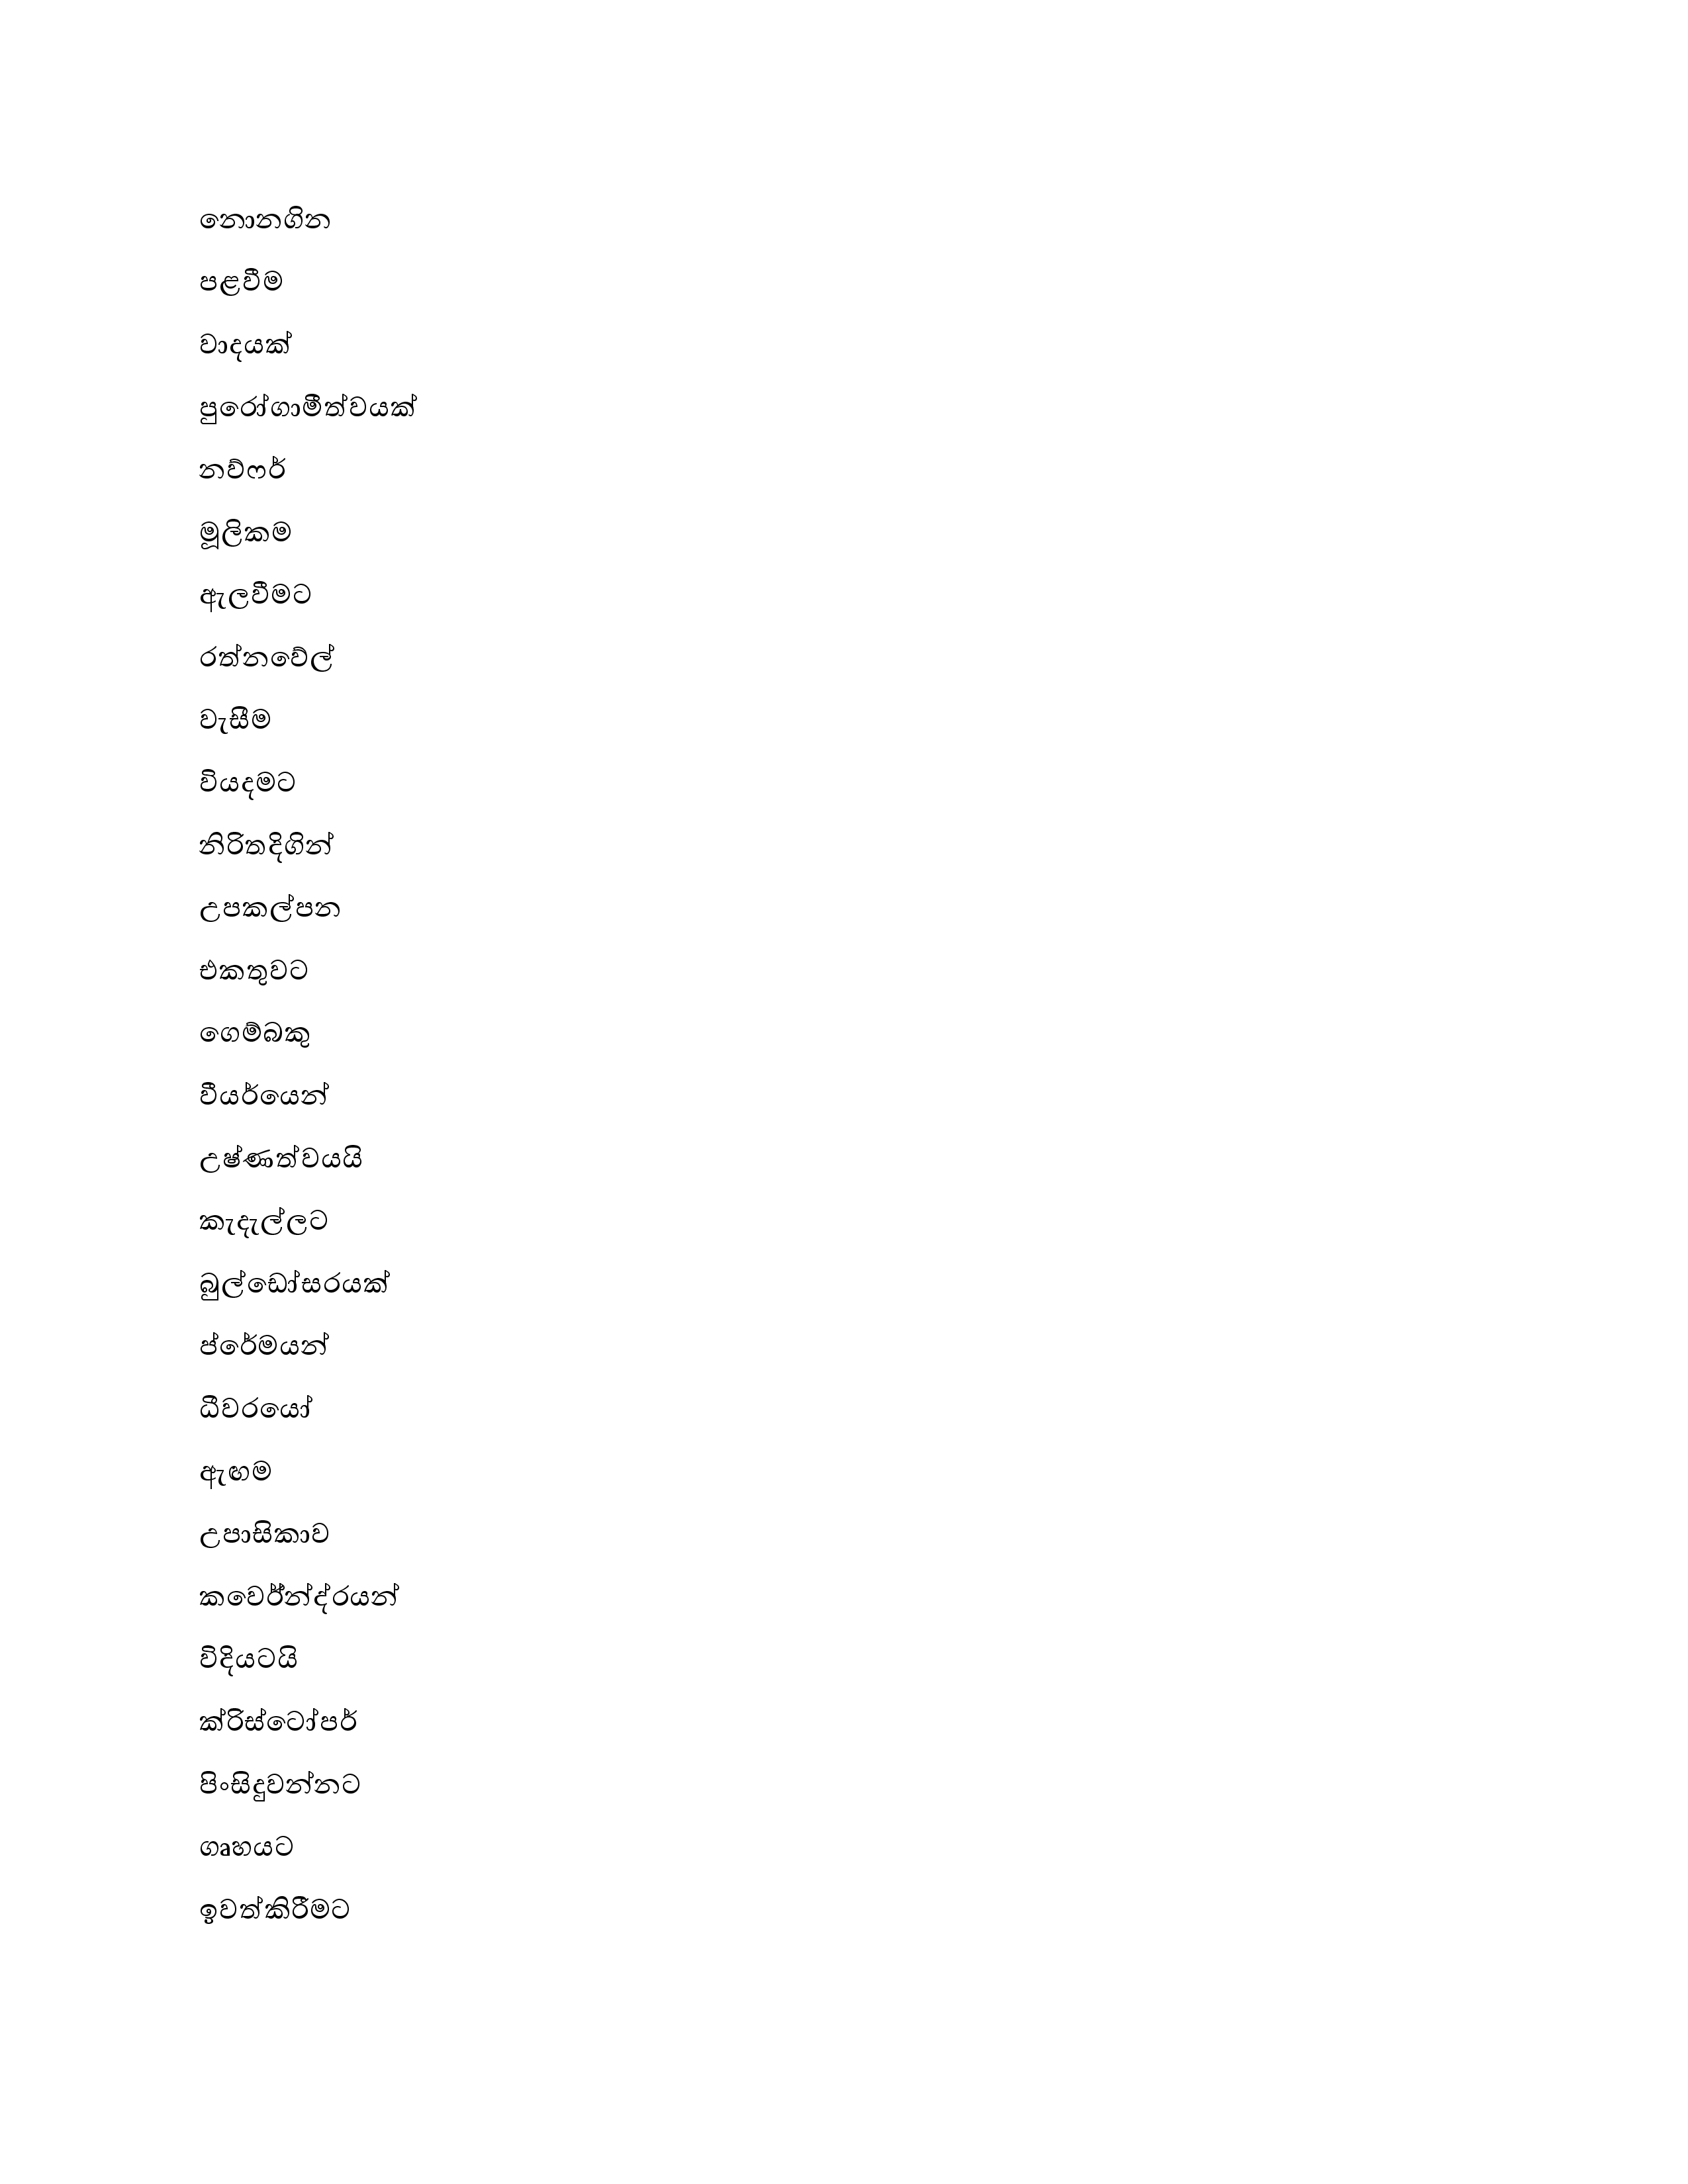 නොනගින
පළවීම
වාදයක්
පුරෝගාමීත්වයක්
නව්ෆර්
මූලිකම
ඇලවීමට
රත්නවේල්
වැසීම
වියදමට
නිරිතදිගින්
උපකල්පන
එකතුවට
ගෙම්බකු
වීයර්යෙන්
උෂ්ණත්වයයි
කැදැල්ලට
බුල්ඩෝසරයක්
ප්රේමයන්
ධීවරයෝ
ඇඟම
උපාසිකාව
කවෙර්න්ද්රයන්
විදියටයි
ක්රිස්ටෝපර්
පිංසිදුවන්නට
ගෘහයට
ඉවත්කිරීමට